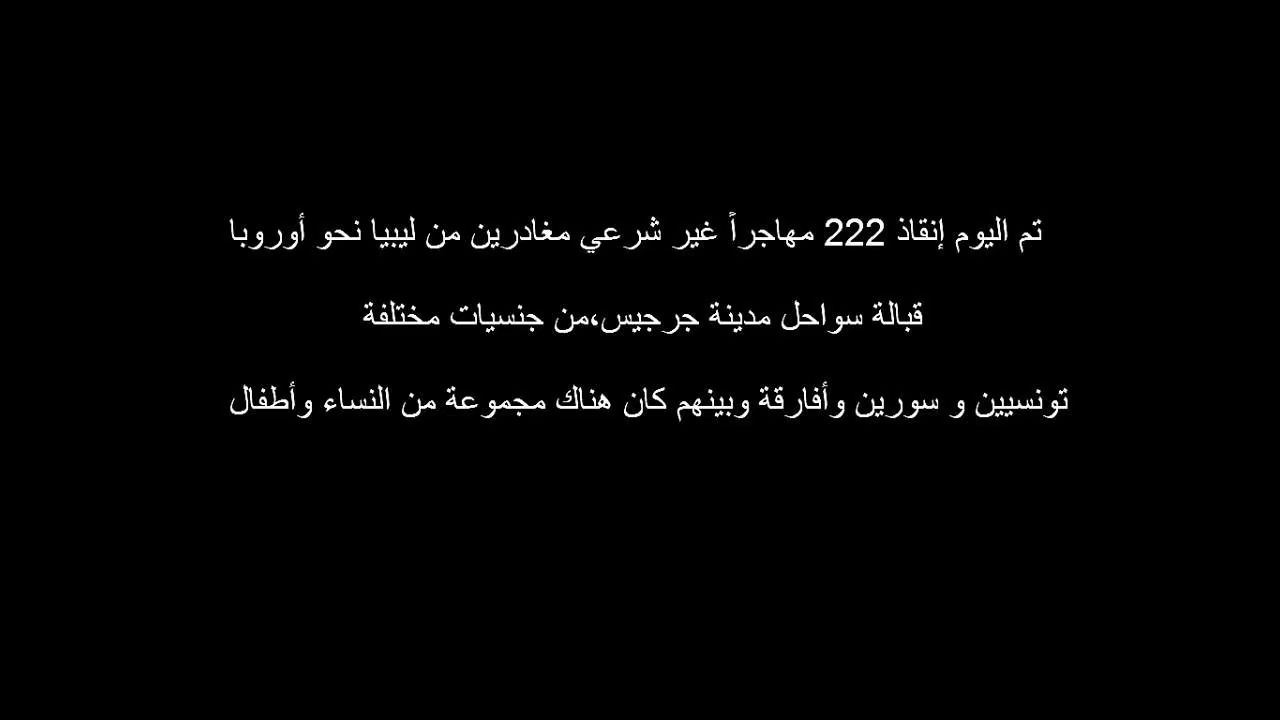 تم اليوم إنقاذ 222 مهاجراً غير شرعي مغادرين من ليبيا نحو أوروبا
قبالة سواحل مدينة جرجيس،من جنسيات مختلفة
تونسيين و سورين وأفارقة وبينهم كان هناك مجموعة من النساء وأطفال